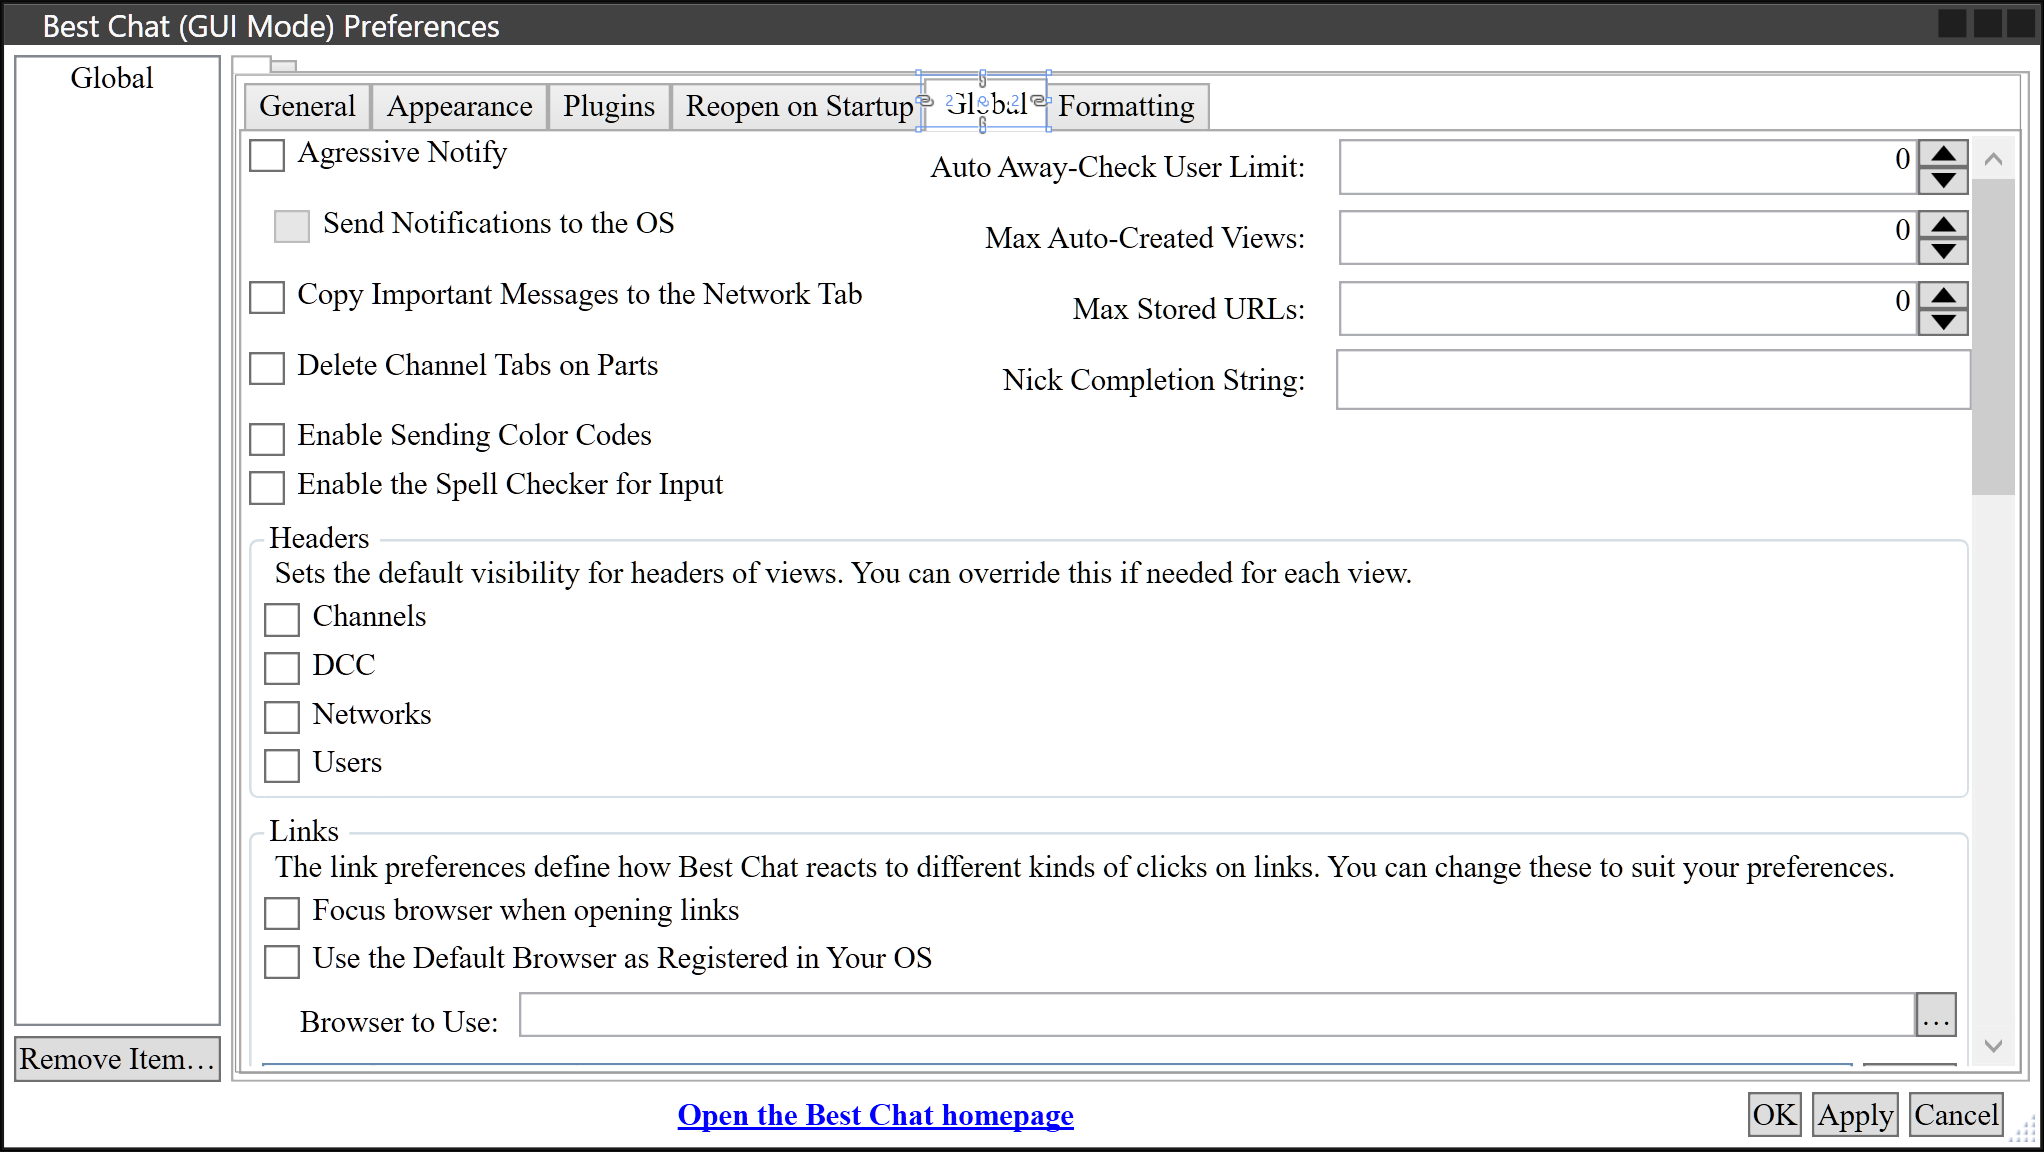 Best Chat (GUI Mode) Preferences
Global
General Appearance Plugins Reopen on Startup Global Formatting
Agressive Notify
Auto Away-Check User Limit: 0
Send Notifications to the OS
Max Auto-Created Views: 0
Copy Important Messages to the Network Tab
Max Stored URLs: 0
Delete Channel Tabs on Parts
Nick Completion String:
Enable Sending Color Codes
Enable the Spell Checker for Input
Headers
Sets the default visibility for headers of views. You can override this if needed for each view.
Channels
DCC
Networks
Users
Links
The link preferences define how Best Chat reacts to different kinds of clicks on links. You can change these to suit your preferences.
Focus browser when opening links
Use the Default Browser as Registered in Your OS
Browser to Use: ...
Remove Item...
Open the Best Chat homepage
OK Apply Cancel